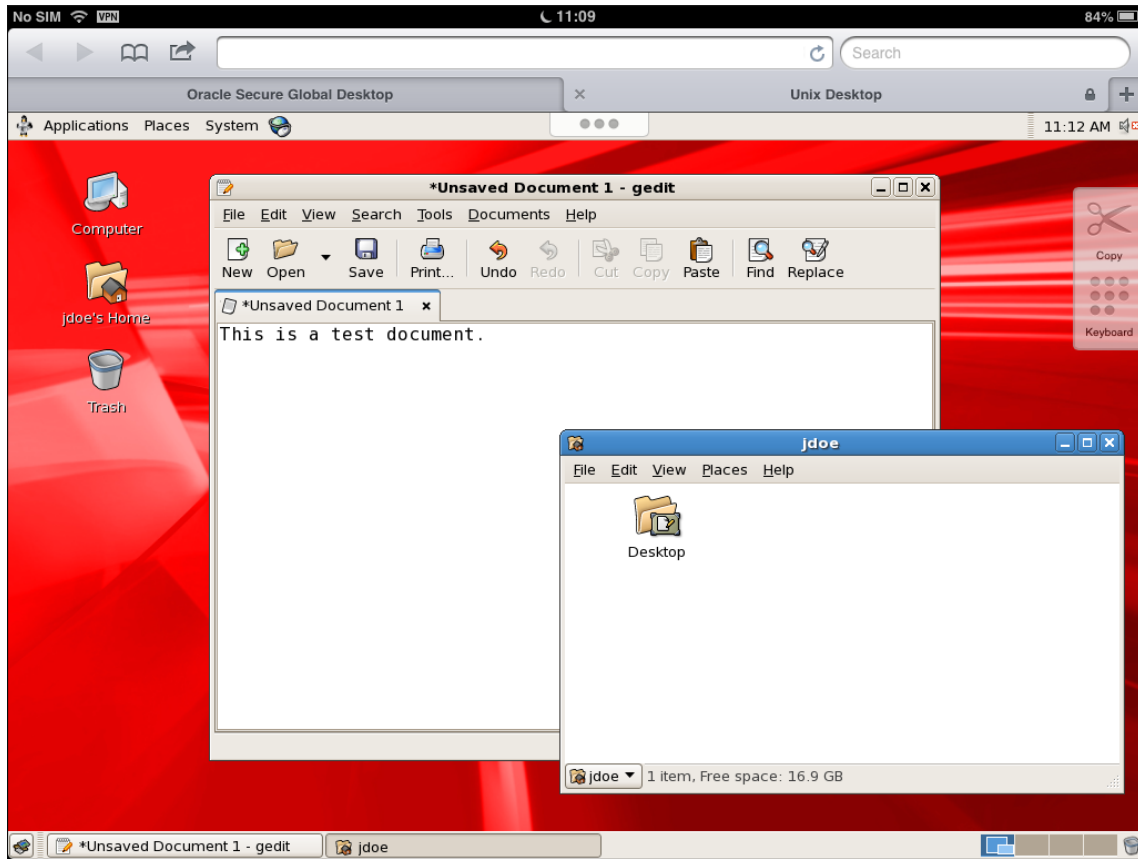 No SIM VPN 11:09 84%
Search
Oracle Secure Global Desktop Unix Desktop
Applications Places System 11:12 AM
*Unsaved Document 1 - gedit
File Edit View Search Tools Documents Help
New Open Save Print... Undo Redo Cut Copy Paste Find Replace
*Unsaved Document 1
This is a test document.
Computer
jdoe's Home
Trash
Copy
Keyboard
jdoe
File Edit View Places Help
Desktop
jdoe 1 item, Free space: 16.9 GB
*Unsaved Document 1 - gedit jdoe